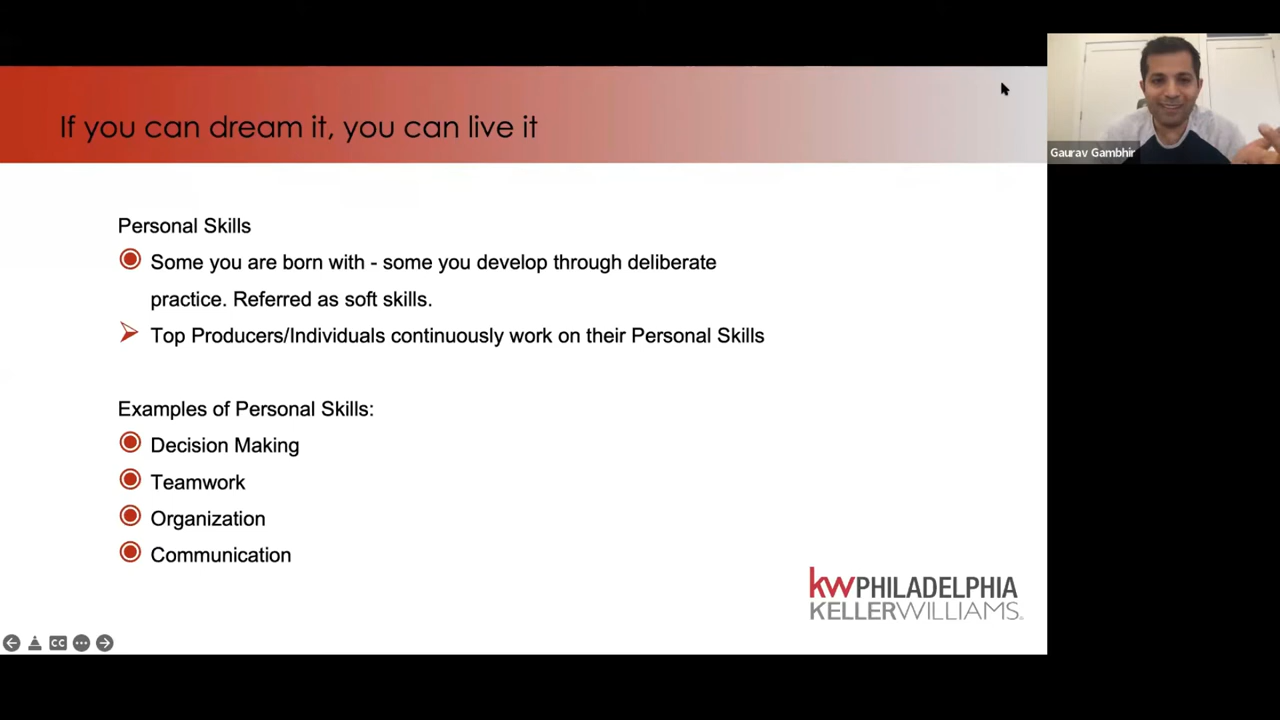 If you can dream it, you can live it
Gaurav Gambhir
Personal Skills
Some you are born with - some you develop through deliberate
practice. Referred as soft skills.
Top Producers/Individuals continuously work on their Personal Skills
Examples of Personal Skills:
Decision Making
Teamwork
Organization
Communication
kwPHILADELPHIA
KELLERWILLIAMS.
CC